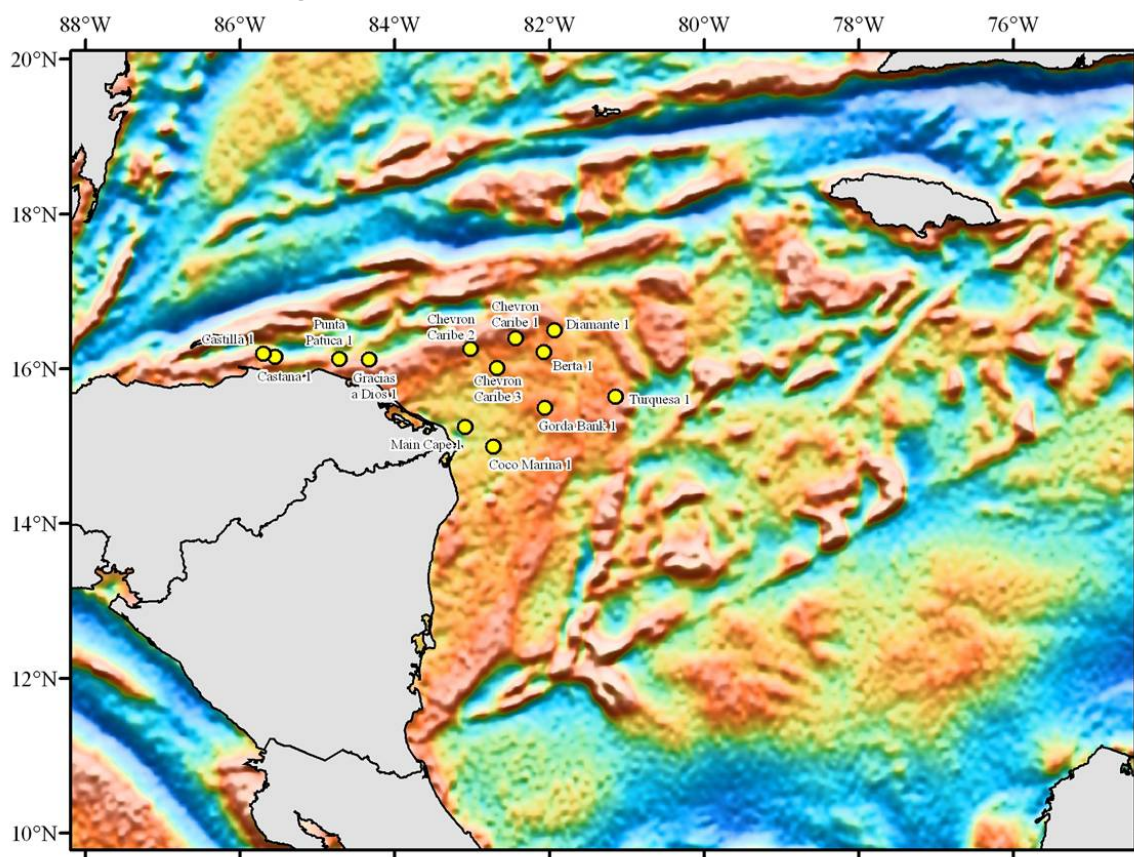 88°W 86°W 84°W 82°W 80°W 78°W 76°W
20°N
18°N
16°N
14°N
12°N
10°N
Chevron
Caribe 1
Diamante 1
Chevron
Caribe 2
Punta
Patuca 1
Castilla 1
Berta 1
Castana 1
Gracias
a Dios 1
Chevron
Caribe 3
Turquesa 1
Gorda Bank 1
Main Cape 1
Coco Marina 1